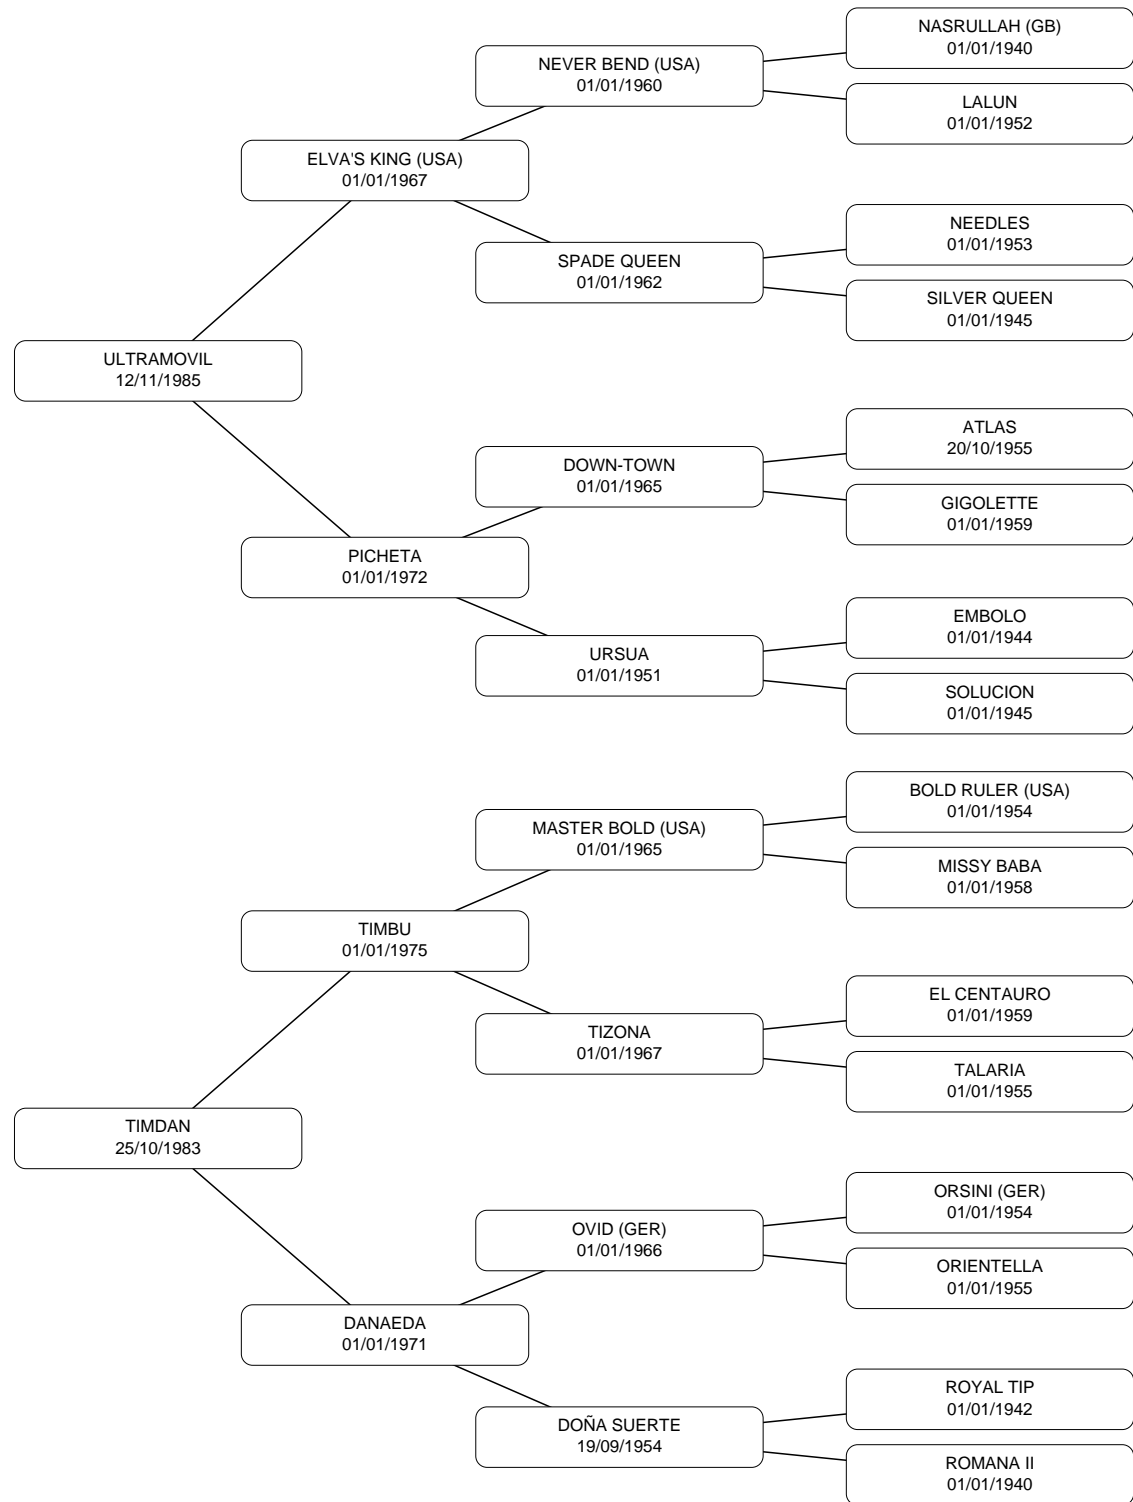 NASRULLAH (GB)
01/01/1940
NEVER BEND (USA)
01/01/1960
LALUN
01/01/1952
ELVA'S KING (USA)
01/01/1967
NEEDLES
01/01/1953
SPADE QUEEN
01/01/1962
SILVER QUEEN
01/01/1945
ULTRAMOVIL
12/11/1985
ATLAS
20/10/1955
DOWN-TOWN
01/01/1965
GIGOLETTE
01/01/1959
PICHETA
01/01/1972
EMBOLO
01/01/1944
URSUA
01/01/1951
SOLUCION
01/01/1945
BOLD RULER (USA)
01/01/1954
MASTER BOLD (USA)
01/01/1965
MISSY BABA
01/01/1958
TIMBU
01/01/1975
EL CENTAURO
01/01/1959
TIZONA
01/01/1967
TALARIA
01/01/1955
TIMDAN
25/10/1983
ORSINI (GER)
01/01/1954
OVID (GER)
01/01/1966
ORIENTELLA
01/01/1955
DANAEDA
01/01/1971
ROYAL TIP
01/01/1942
DOÑA SUERTE
19/09/1954
ROMANA II
01/01/1940